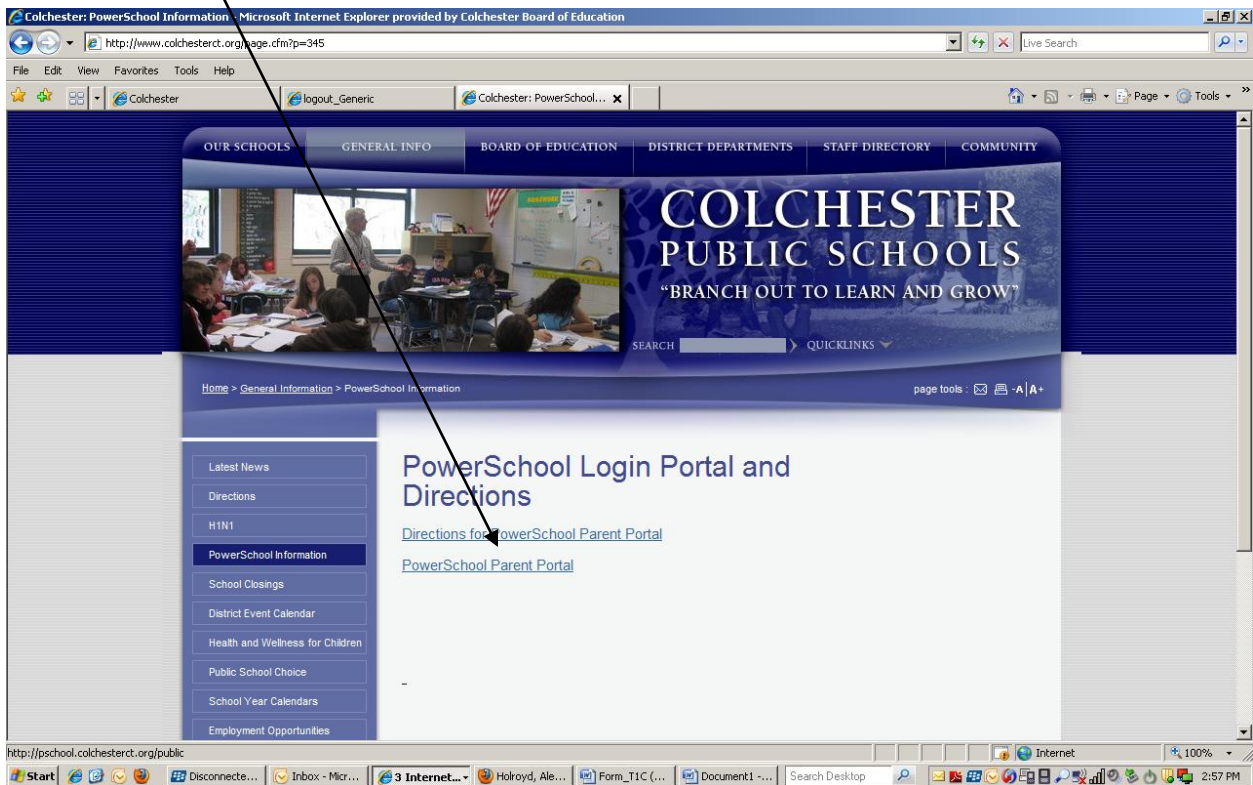 Colchester: PowerSchool Information - Microsoft Internet Explorer provided by Colchester Board of Education
http://www.colchesterct.org/page.cfm?p=345
Live Search
File Edit View Favorites Tools Help
Colchester
logout_Generic
Colchester: PowerSchool...
Page
Tools
OUR SCHOOLS
GENERAL INFO
BOARD OF EDUCATION
DISTRICT DEPARTMENTS
STAFF DIRECTORY
COMMUNITY
COLCHESTER
PUBLIC SCHOOLS
"BRANCH OUT TO LEARN AND GROW"
SEARCH
QUICKLINKS
Home > General Information > PowerSchool Information
page tools : -A|A+
Latest News
Directions
H1N1
PowerSchool Information
School Closings
District Event Calendar
Health and Wellness for Children
Public School Choice
School Year Calendars
Employment Opportunities
PowerSchool Login Portal and
Directions
Directions for PowerSchool Parent Portal
PowerSchool Parent Portal
http://pschool.colchesterct.org/public
Internet
100%
Start
Disconnecte...
Inbox - Micr...
3 Internet...
Holroyd, Ale...
Form_T1C (...
Document1 -...
Search Desktop
2:57 PM